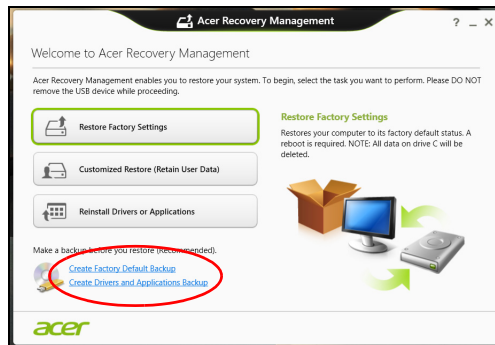 Acer Recovery Management
? _ X
Welcome to Acer Recovery Management
Acer Recovery Management enables you to restore your system. To begin, select the task you want to perform. Please DO NOT
remove the USB device while proceeding.
Restore Factory Settings
Customized Restore (Retain User Data)
Reinstall Drivers or Applications
Restore Factory Settings
Restores your computer to its factory default status. A
reboot is required. NOTE: All data on drive C will be
deleted.
Make a backup before you restore (Recommended).
Create Factory Default Backup
Create Drivers and Applications Backup
acer